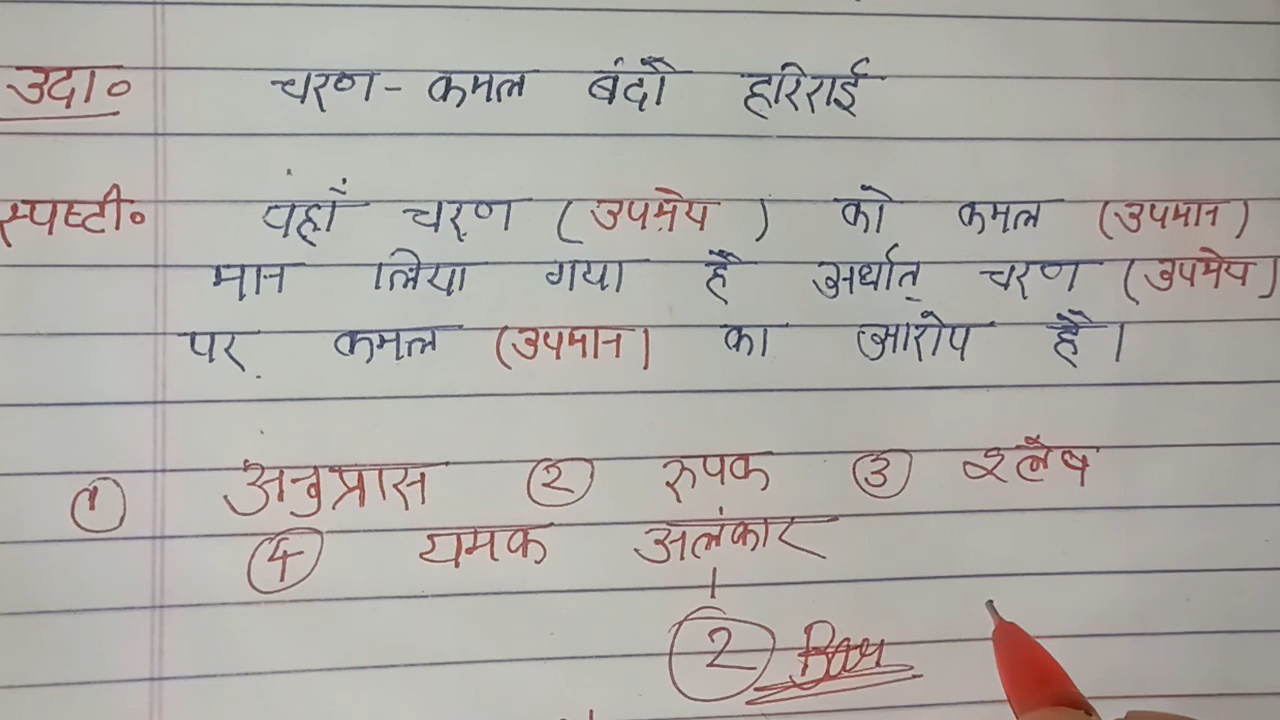 उदा० चरण - कमल बंदौ हरिराई
स्पष्टी० यहाँ चरण (उपमेय) को कमल (उपमान)
मान लिया गया है अर्थात् चरण (उपमेय)
पर कमल (उपमान) का आरोप है।
① अनुप्रास ② रुपक ③ श्लेष
④ यमक अलंकार
②